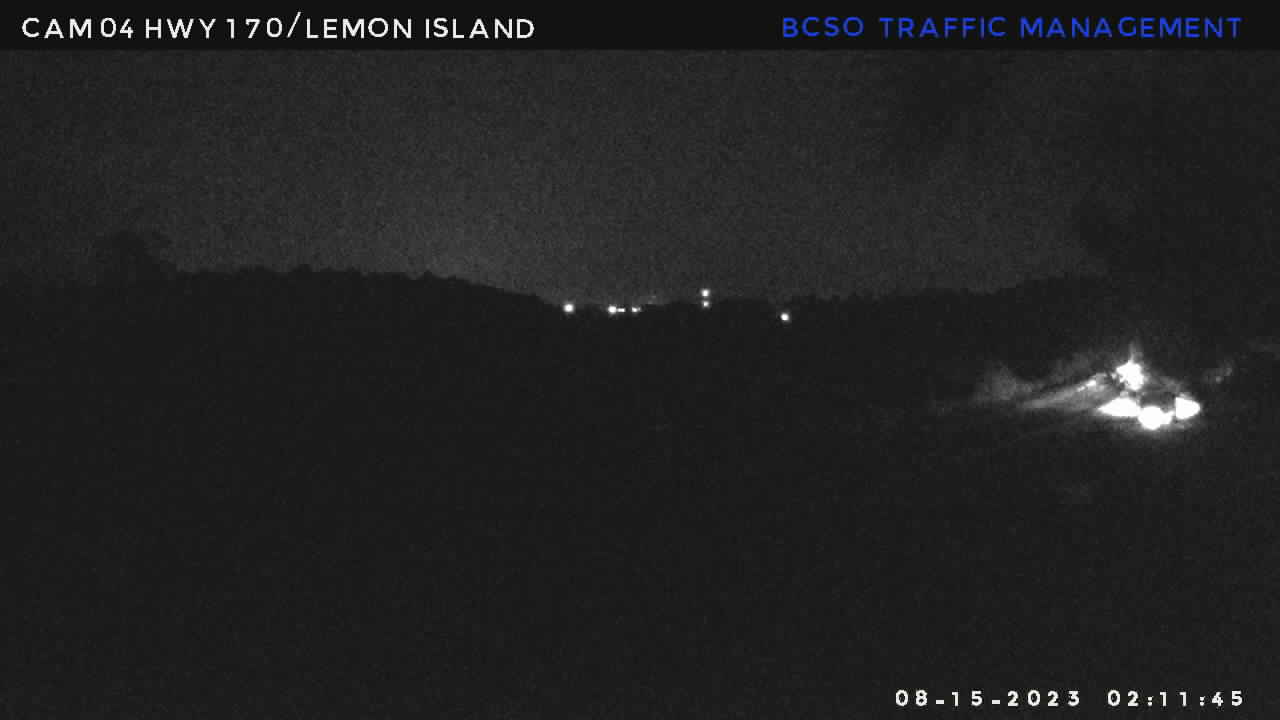 CAM 04 HWY 170/LEMON ISLAND
BCSO TRAFFIC MANAGEMENT
08-15-2023 02:11:45